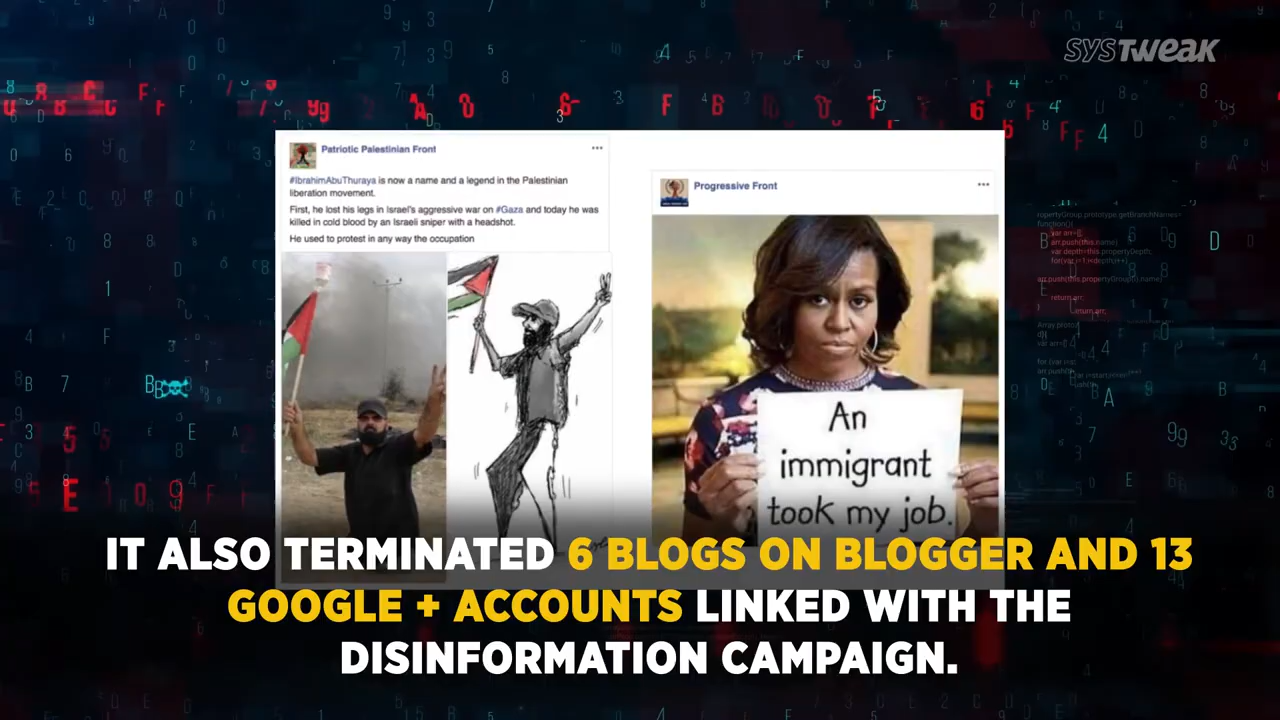 SYSTWEAK
Patriotic Palestinian Front
#IbrahimAbuThuraya is now a name and a legend in the Palestinian
liberation movement.
First, he lost his legs in Israel's aggressive war on #Gaza and today he was
killed in cold blood by an Israeli sniper with a headshot.
He used to protest in any way the occupation
Progressive Front
An
immigrant
took my job.
IT ALSO TERMINATED 6 BLOGS ON BLOGGER AND 13
GOOGLE + ACCOUNTS LINKED WITH THE
DISINFORMATION CAMPAIGN.